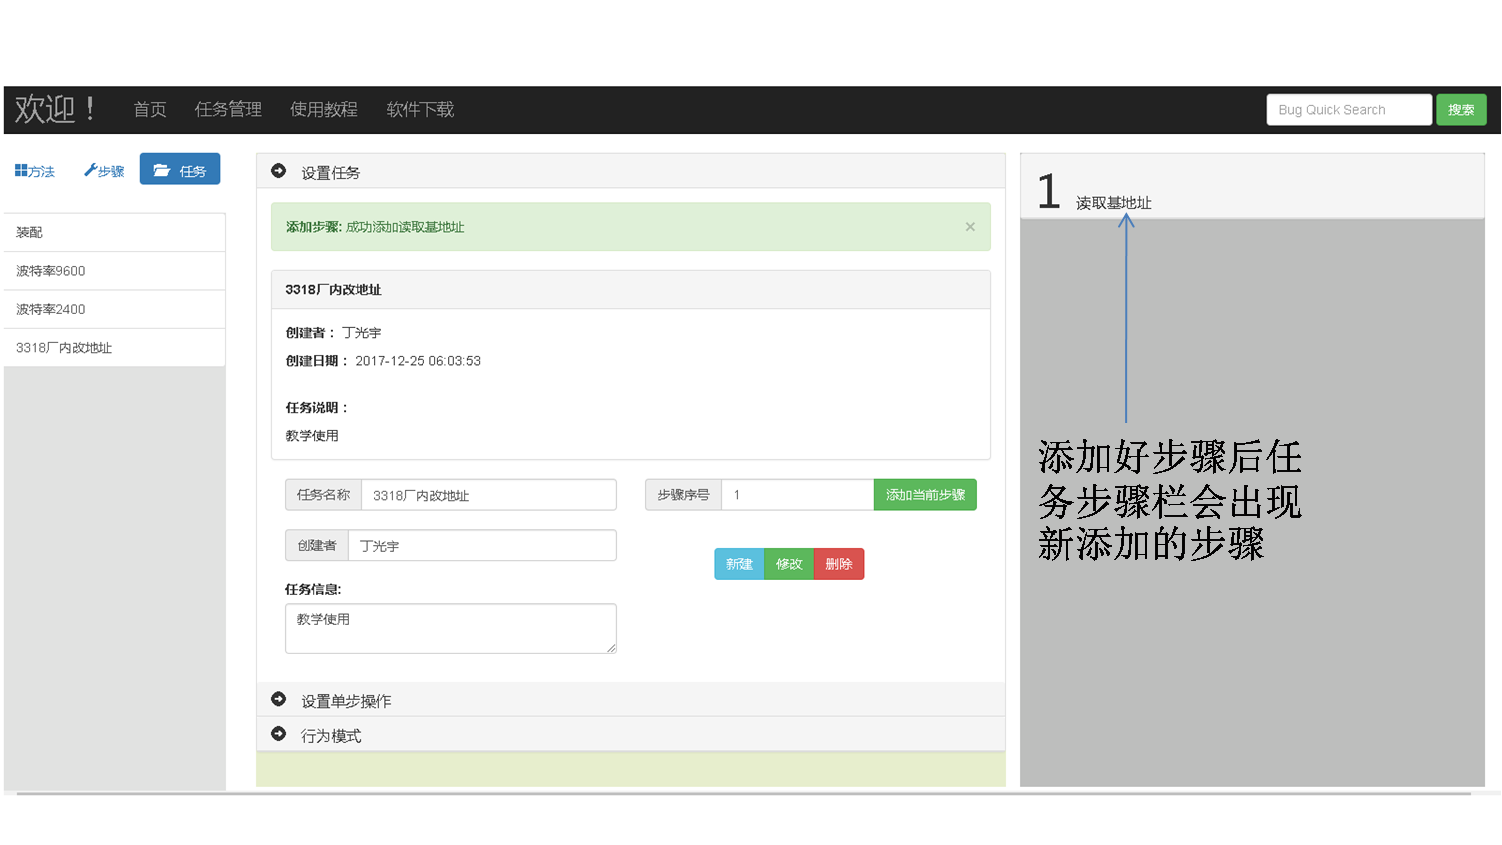 欢迎！ 首页 任务管理 使用教程 软件下载 Bug Quick Search 搜索
方法 步骤 任务
装配
波特率9600
波特率2400
3318厂内改地址
设置任务
添加步骤: 成功添加读取基地址 ×
3318厂内改地址
创建者： 丁光宇
创建日期： 2017-12-25 06:03:53
任务说明：
教学使用
任务名称 3318厂内改地址 步骤序号 1 添加当前步骤
创建者 丁光宇
新建 修改 删除
任务信息:
教学使用
设置单步操作
行为模式
1 读取基地址
添加好步骤后任
务步骤栏会出现
新添加的步骤